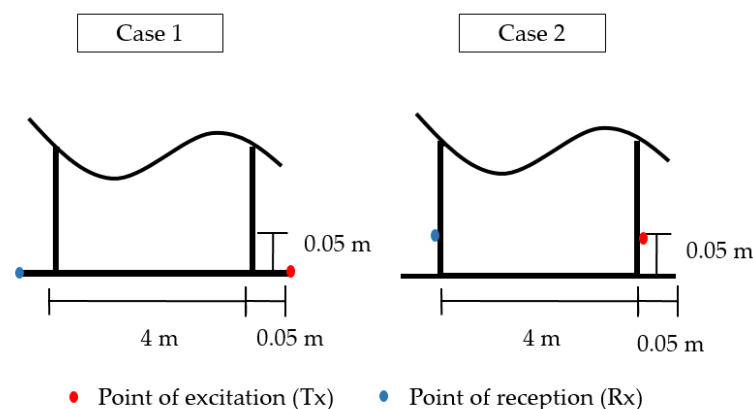 Case 1
Case 2
0.05 m
0.05 m
4 m
0.05 m
4 m
0.05 m
Point of excitation (Tx)
Point of reception (Rx)